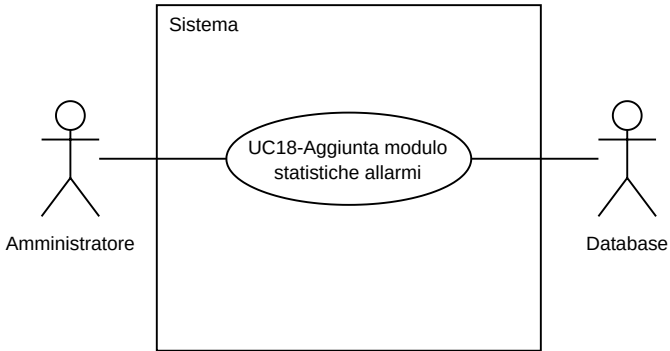 Sistema
UC18-Aggiunta modulo
statistiche allarmi
Amministratore
Database